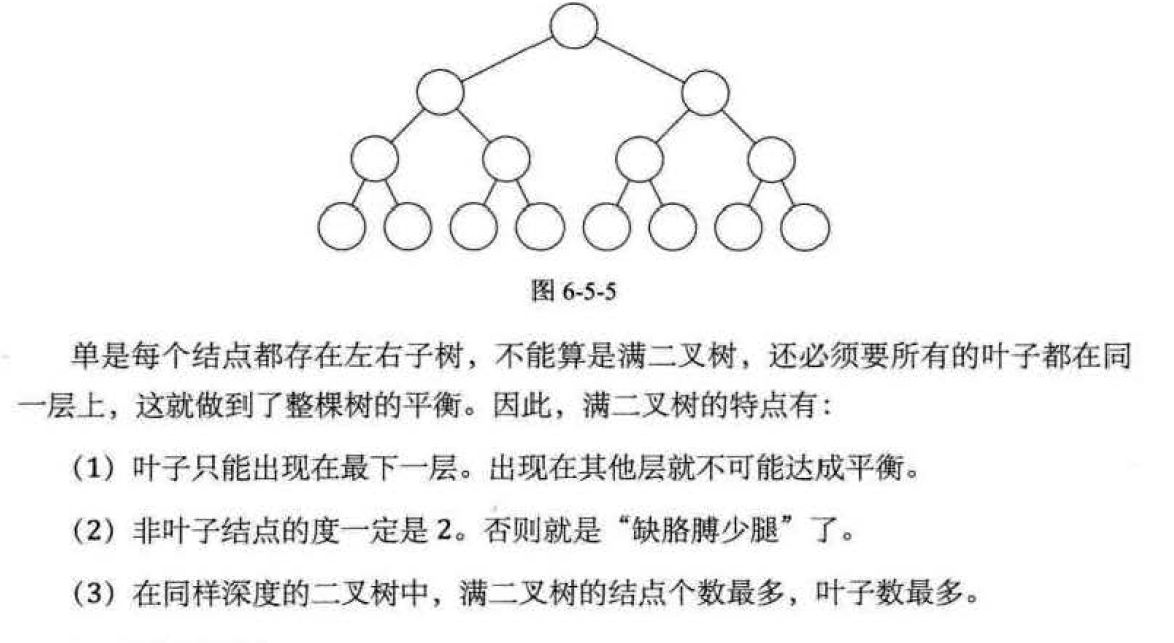 图 6-5-5
单是每个结点都存在左右子树，不能算是满二叉树，还必须要所有的叶子都在同
一层上，这就做到了整棵树的平衡。因此，满二叉树的特点有：
（1）叶子只能出现在最下一层。出现在其他层就不可能达成平衡。
（2）非叶子结点的度一定是 2。否则就是“缺胳膊少腿”了。
（3）在同样深度的二叉树中，满二叉树的结点个数最多，叶子数最多。